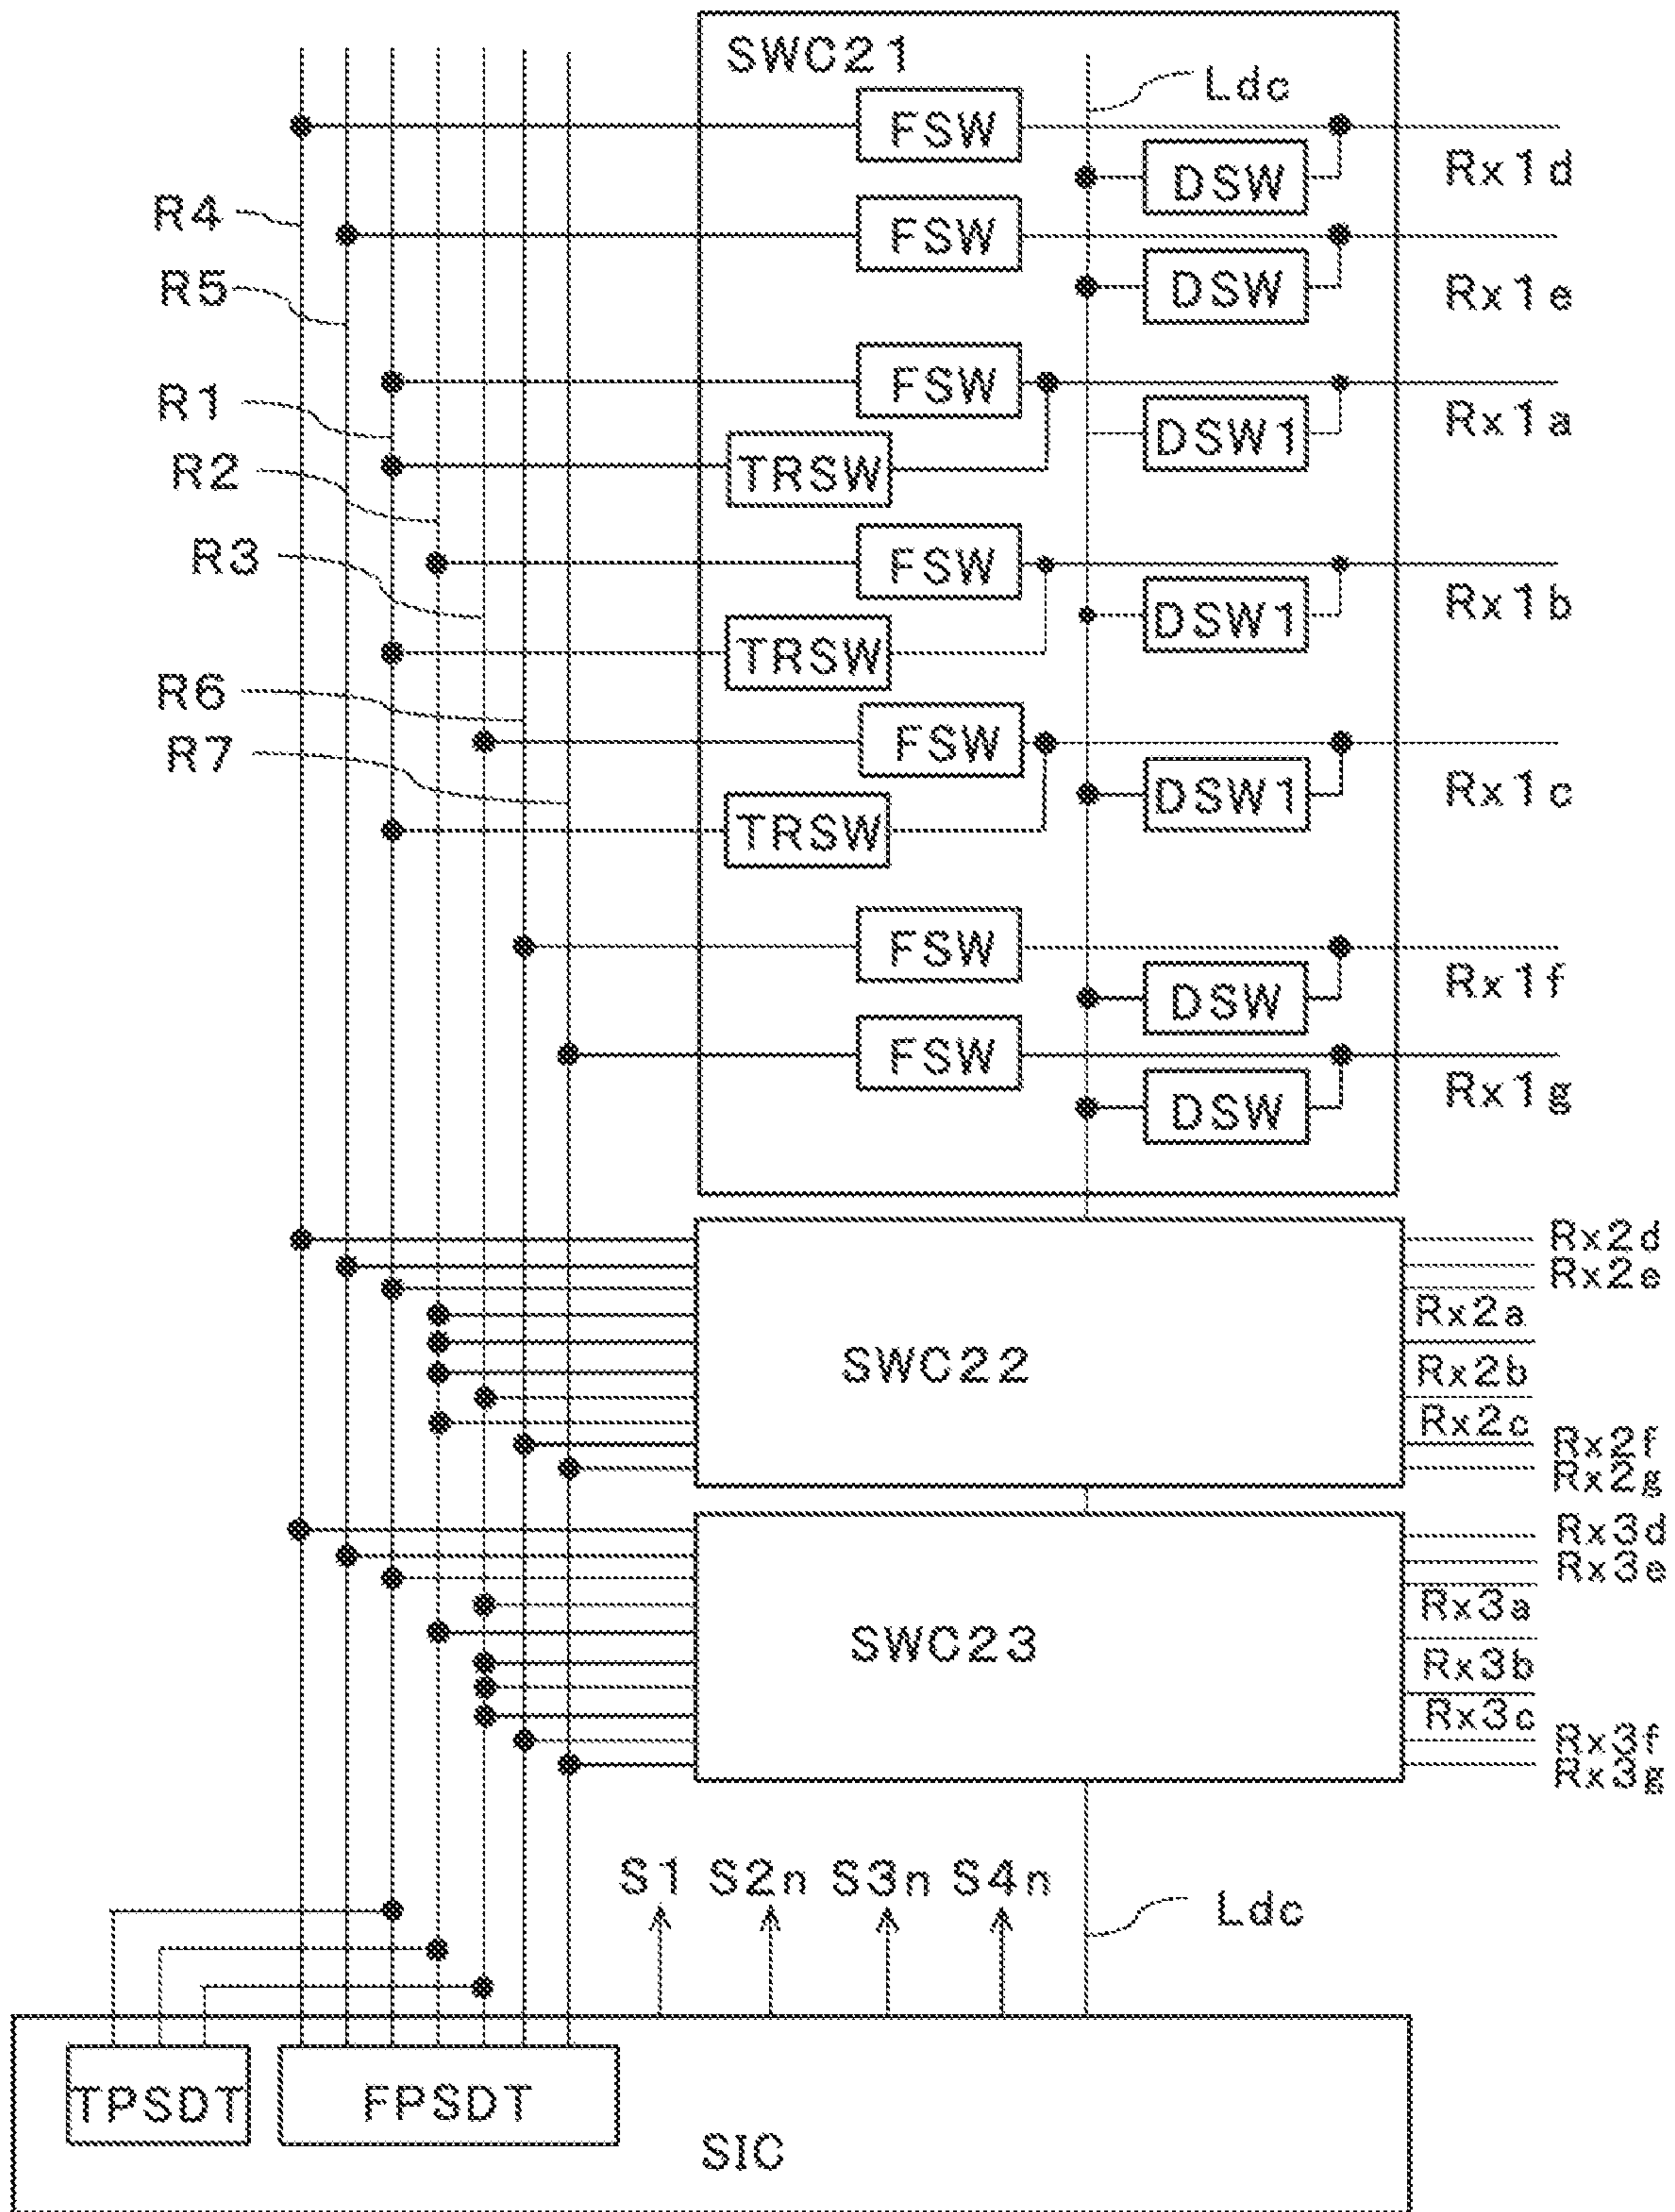 SWC21
Ldc
FSW
DSW
Rx1d
R4
FSW
DSW
Rx1e
R5
FSW
DSW1
Rx1a
R1
TRSW
R2
FSW
DSW1
Rx1b
R3
TRSW
R6
FSW
DSW1
Rx1c
R7
TRSW
FSW
DSW
Rx1f
FSW
DSW
Rx1g
SWC22
Rx2d
Rx2e
Rx2a
Rx2b
Rx2c
Rx2f
Rx2g
SWC23
Rx3d
Rx3e
Rx3a
Rx3b
Rx3c
Rx3f
Rx3g
S1 S2n S3n S4n
Ldc
TPSDT
FPSDT
SIC